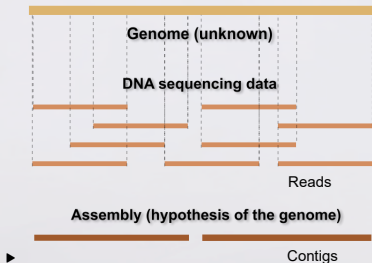 Genome (unknown)
DNA sequencing data
Reads
Assembly (hypothesis of the genome)
Contigs